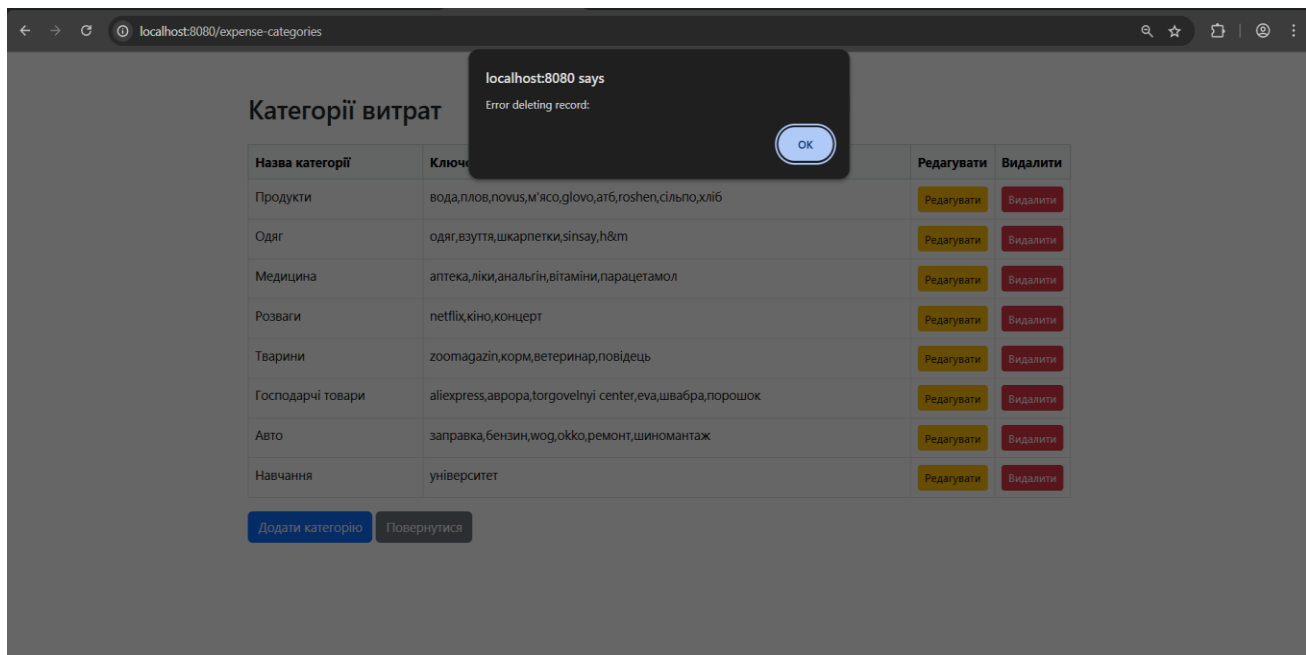 localhost:8080/expense-categories
localhost:8080 says
Error deleting record:
OK
Категорії витрат
Назва категорії Ключо Редагувати Видалити
Продукти вода,плов,novus,м'ясо,glovo,атб,roshen,сільпо,хліб Редагувати Видалити
Одяг одяг,взуття,шкарпетки,sinsay,h&m Редагувати Видалити
Медицина аптека,ліки,анальгін,вітаміни,парацетамол Редагувати Видалити
Розваги netflix,кіно,концерт Редагувати Видалити
Тварини zoomagazin,корм,ветеринар,повідець Редагувати Видалити
Господарчі товари aliexpress,аврора,torgovelnyi center,eva,швабра,порошок Редагувати Видалити
Авто заправка,бензин,wog,okko,ремонт,шиномантаж Редагувати Видалити
Навчання університет Редагувати Видалити
Додати категорію Повернутися